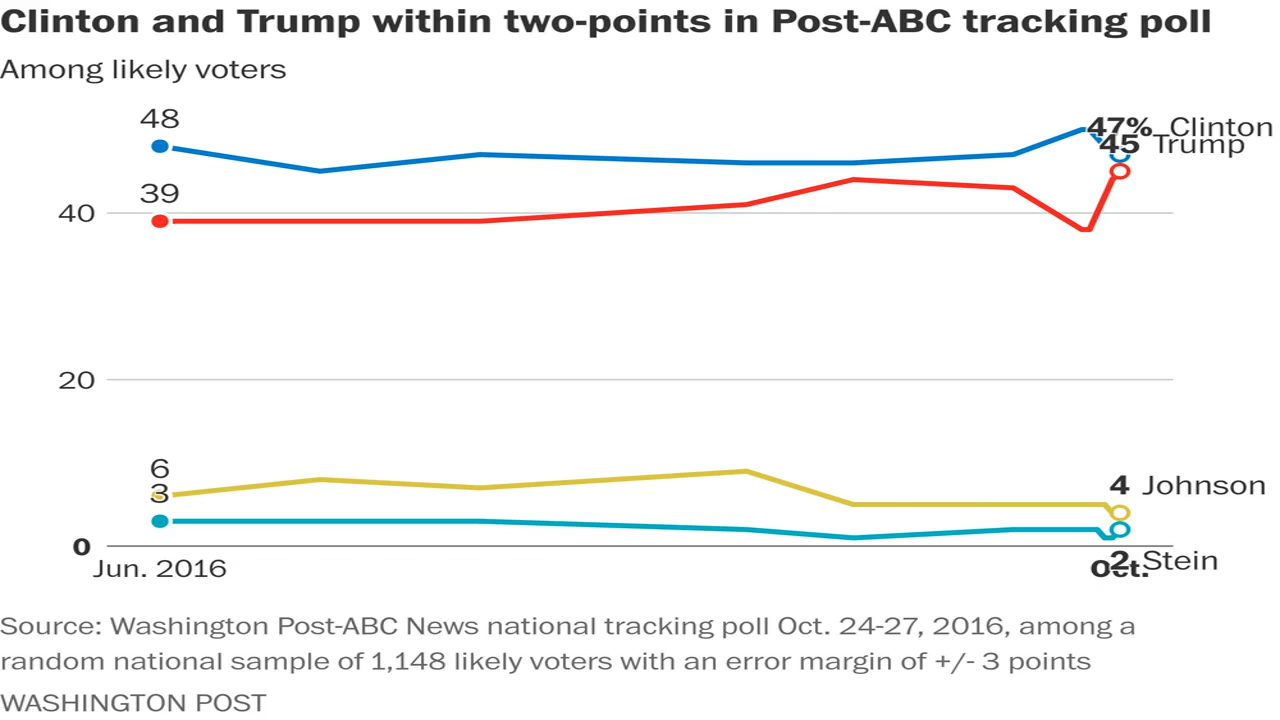 Clinton and Trump within two-points in Post-ABC tracking poll
Among likely voters
48
47% Clinton
45 Trump
39
40
20
6
3
4 Johnson
0
2 Stein
Jun. 2016
Oct.
Source: Washington Post-ABC News national tracking poll Oct. 24-27, 2016, among a
random national sample of 1,148 likely voters with an error margin of +/- 3 points
WASHINGTON POST